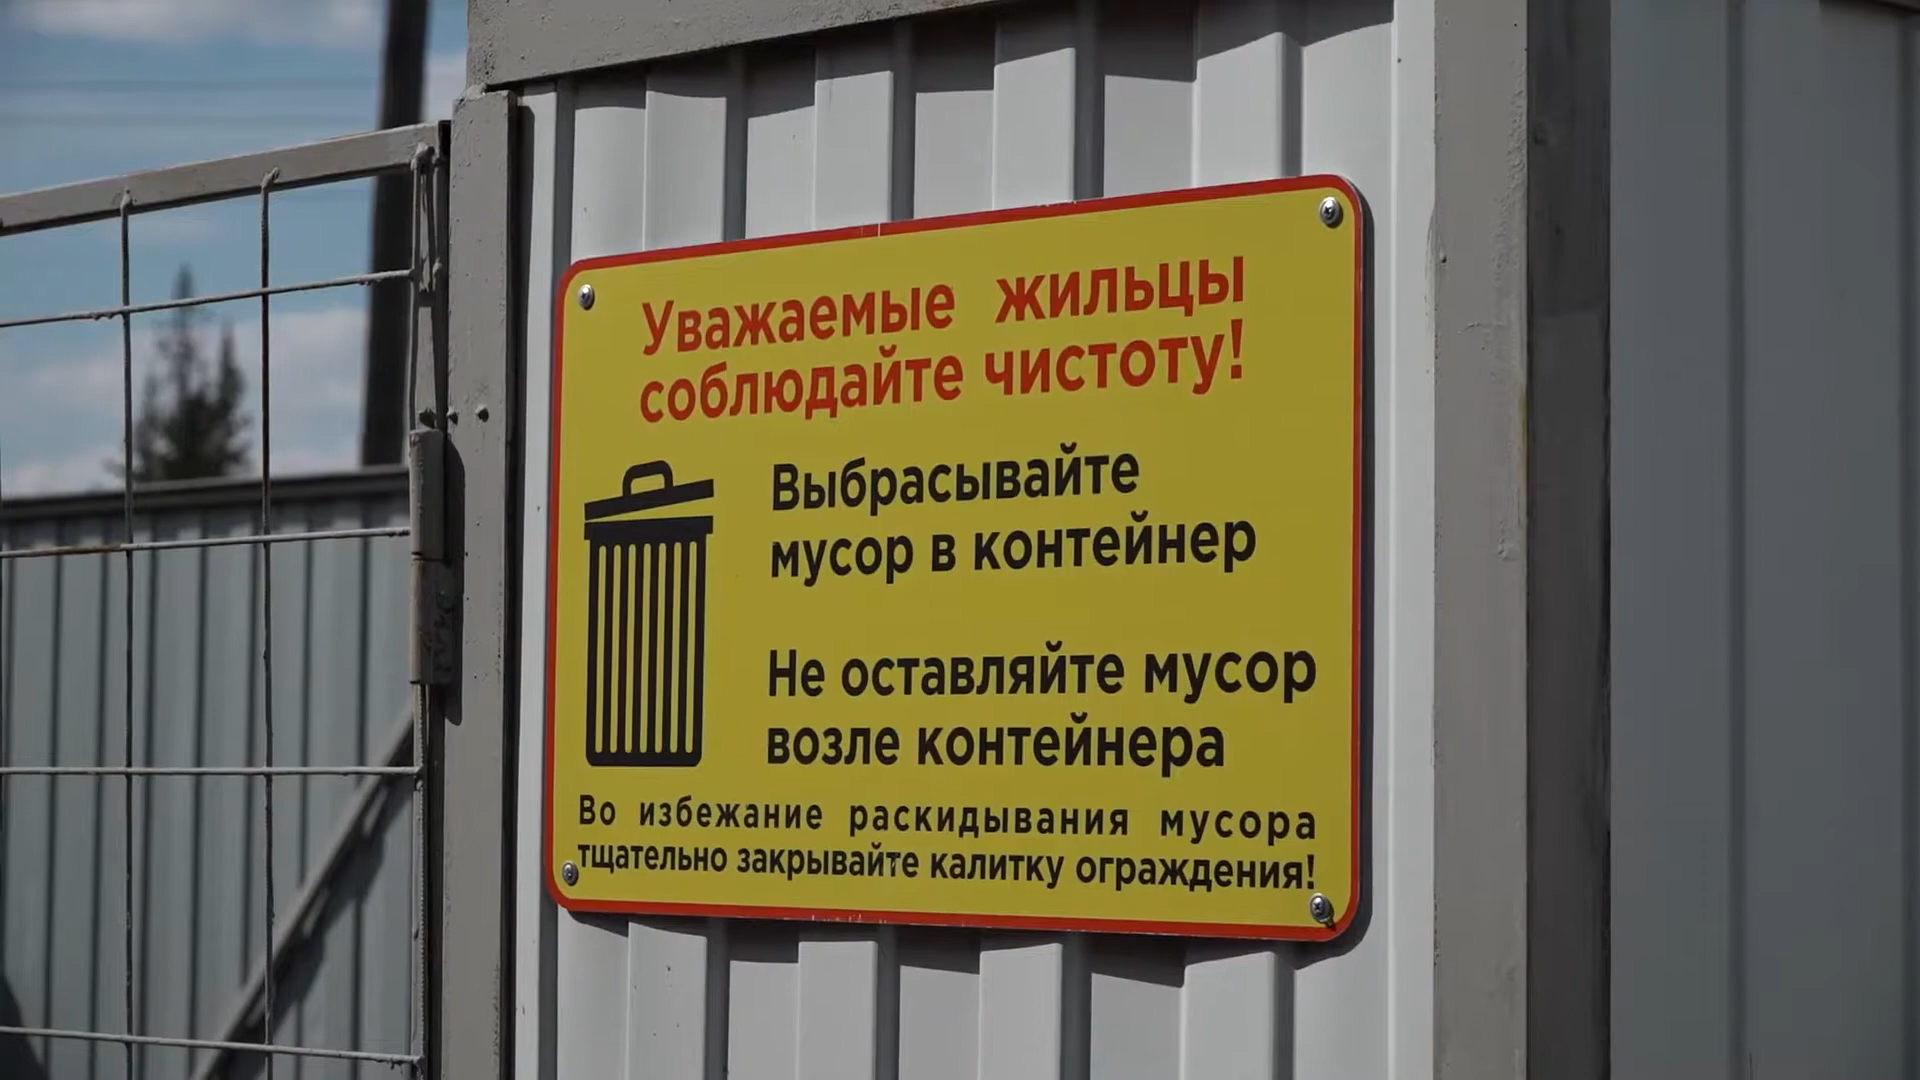 Уважаемые жильцы
соблюдайте чистоту!
Выбрасывайте
мусор в контейнер
Не оставляйте мусор
возле контейнера
Во избежание раскидывания мусора
тщательно закрывайте калитку ограждения!